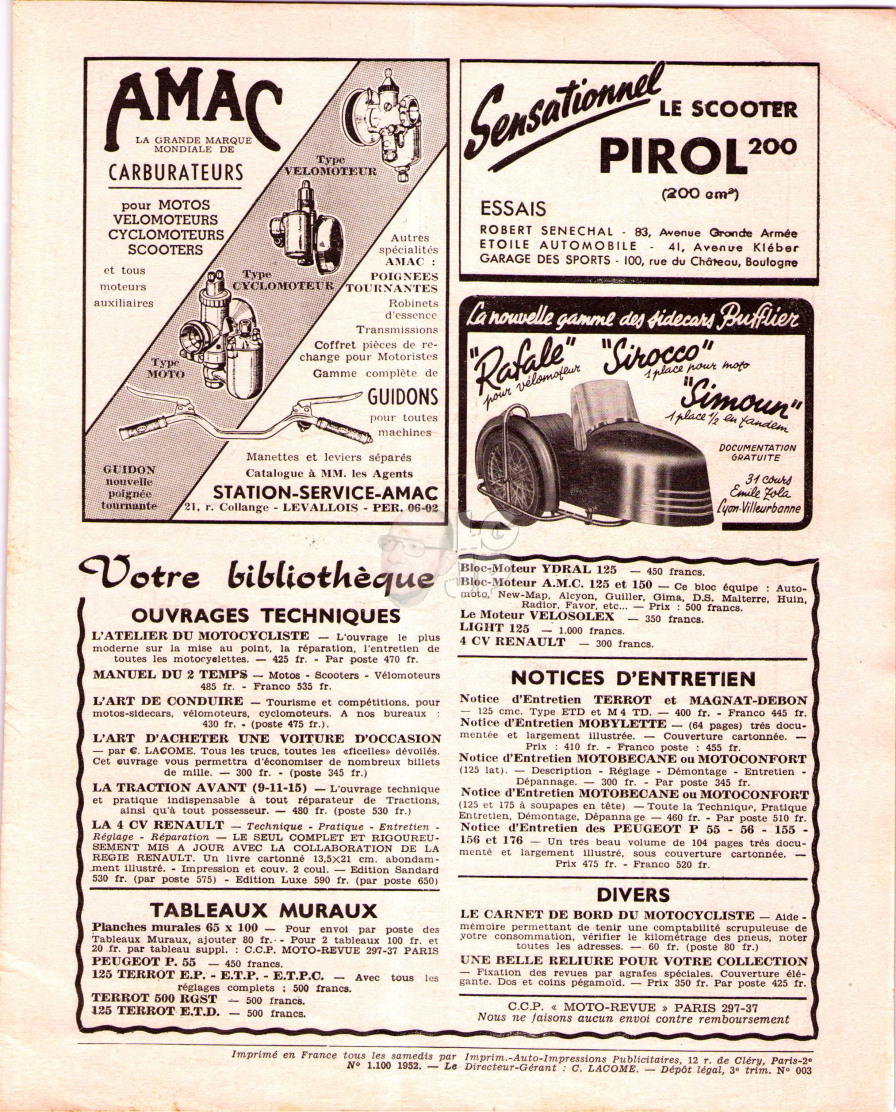 AMAC
LA GRANDE MARQUE
MONDIALE DE
CARBURATEURS
pour MOTOS
VELOMOTEURS
CYCLOMOTEURS
SCOOTERS
et tous
moteurs
auxiliaires
Type
VELOMOTEUR
Type
CYCLOMOTEUR
Type
MOTO
Autres
spécialités
AMAC :
POIGNEES
TOURNANTES
Robinets
d'essence
Transmissions
Coffret pièces de re-
change pour Motoristes
Gamme complète de
GUIDONS
pour toutes
machines
GUIDON
nouvelle
poignée
tournante
Manettes et leviers séparés
Catalogue à MM. les Agents
STATION-SERVICE-AMAC
21, r. Collange - LEVALLOIS - PER. 06-02
Sensationnel
LE SCOOTER
PIROL 200
(200 cm³)
ESSAIS
ROBERT SENECHAL - 83, Avenue Grande Armée
ETOILE AUTOMOBILE - 41, Avenue Kléber
GARAGE DES SPORTS - 100, rue du Château, Boulogne
La nouvelle gamme des sidecars Bufflier
"Rafale"
pour vélomoteur
"Sirocco"
1 place pour moto
"Simoun"
1 place ½ en tandem
DOCUMENTATION
GRATUITE
31 cours
Emile Zola
Lyon-Villeurbanne
Votre bibliothèque
OUVRAGES TECHNIQUES
L'ATELIER DU MOTOCYCLISTE — L'ouvrage le plus
moderne sur la mise au point, la réparation, l'entretien de
toutes les motocyclettes. — 425 fr. - Par poste 470 fr.
MANUEL DU 2 TEMPS — Motos - Scooters - Vélomoteurs
485 fr. - Franco 535 fr.
L'ART DE CONDUIRE — Tourisme et compétitions, pour
motos-sidecars, vélomoteurs, cyclomoteurs. A nos bureaux :
430 fr. - (poste 475 fr.).
L'ART D'ACHETER UNE VOITURE D'OCCASION
— par C. LACOME. Tous les trucs, toutes les «ficelles» dévoilés.
Cet ouvrage vous permettra d'économiser de nombreux billets
de mille. — 300 fr. - (poste 345 fr.)
LA TRACTION AVANT (9-11-15) — L'ouvrage technique
et pratique indispensable à tout réparateur de Tractions,
ainsi qu'à tout possesseur. — 480 fr. (poste 530 fr.)
LA 4 CV RENAULT — Technique - Pratique - Entretien -
Réglage - Réparation — LE SEUL COMPLET ET RIGOUREU-
SEMENT MIS A JOUR AVEC LA COLLABORATION DE LA
REGIE RENAULT. Un livre cartonné 13,5x21 cm. abondam-
ment illustré. - Impression et couv. 2 coul. — Edition Sandard
530 fr. (par poste 575) - Edition Luxe 590 fr. (par poste 650)
TABLEAUX MURAUX
Planches murales 65 x 100 — Pour envoi par poste des
Tableaux Muraux, ajouter 80 fr. - Pour 2 tableaux 100 fr. et
20 fr. par tableau suppl. : C.C.P. MOTO-REVUE 297-37 PARIS
PEUGEOT P. 55 — 450 francs.
125 TERROT E.P. - E.T.P. - E.T.P.C. — Avec tous les
réglages complets ; 500 francs.
TERROT 500 RGST — 500 francs.
125 TERROT E.T.D. — 500 francs.
Bloc-Moteur YDRAL 125 — 450 francs.
Bloc-Moteur A.M.C. 125 et 150 — Ce bloc équipe : Auto-
moto, New-Map, Alcyon, Guiller, Gima, D.S. Malterre, Huin,
Radior, Favor, etc... — Prix : 500 francs.
Le Moteur VELOSOLEX — 350 francs.
LIGHT 125 — 1.000 francs.
4 CV RENAULT — 300 francs.
NOTICES D'ENTRETIEN
Notice d'Entretien TERROT et MAGNAT-DEBON
— 125 cmc. Type ETD et M 4 TD. — 400 fr. - Franco 445 fr.
Notice d'Entretien MOBYLETTE — (64 pages) très docu-
mentée et largement illustrée. — Couverture cartonnée. —
Prix : 410 fr. - Franco poste : 455 fr.
Notice d'Entretien MOTOBECANE ou MOTOCONFORT
(125 lat). — Description - Réglage - Démontage - Entretien -
Dépannage. — 300 fr. - Par poste 345 fr.
Notice d'Entretien MOTOBECANE ou MOTOCONFORT
(125 et 175 à soupapes en tête) — Toute la Technique, Pratique
Entretien, Démontage, Dépannage — 460 fr. - Par poste 510 fr.
Notice d'Entretien des PEUGEOT P 55 - 56 - 155 -
156 et 176 — Un très beau volume de 104 pages très docu-
menté et largement illustré, sous couverture cartonnée. —
Prix 475 fr. - Franco 520 fr.
DIVERS
LE CARNET DE BORD DU MOTOCYCLISTE — Aide -
mémoire permettant de tenir une comptabilité scrupuleuse de
votre consommation, vérifier le kilométrage des pneus, noter
toutes les adresses. — 60 fr. (poste 80 fr.)
UNE BELLE RELIURE POUR VOTRE COLLECTION
— Fixation des revues par agrafes spéciales. Couverture élé-
gante. Dos et coins pégamoïd. — Prix 350 fr. Par poste 425 fr.
C.C.P. « MOTO-REVUE » PARIS 297-37
Nous ne faisons aucun envoi contre remboursement
Imprimé en France tous les samedis par Imprim.-Auto-Impressions Publicitaires, 12 r. de Cléry, Paris-2e
N° 1.100 1952. — Le Directeur-Gérant : C. LACOME. — Dépôt légal, 3e trim. N° 003